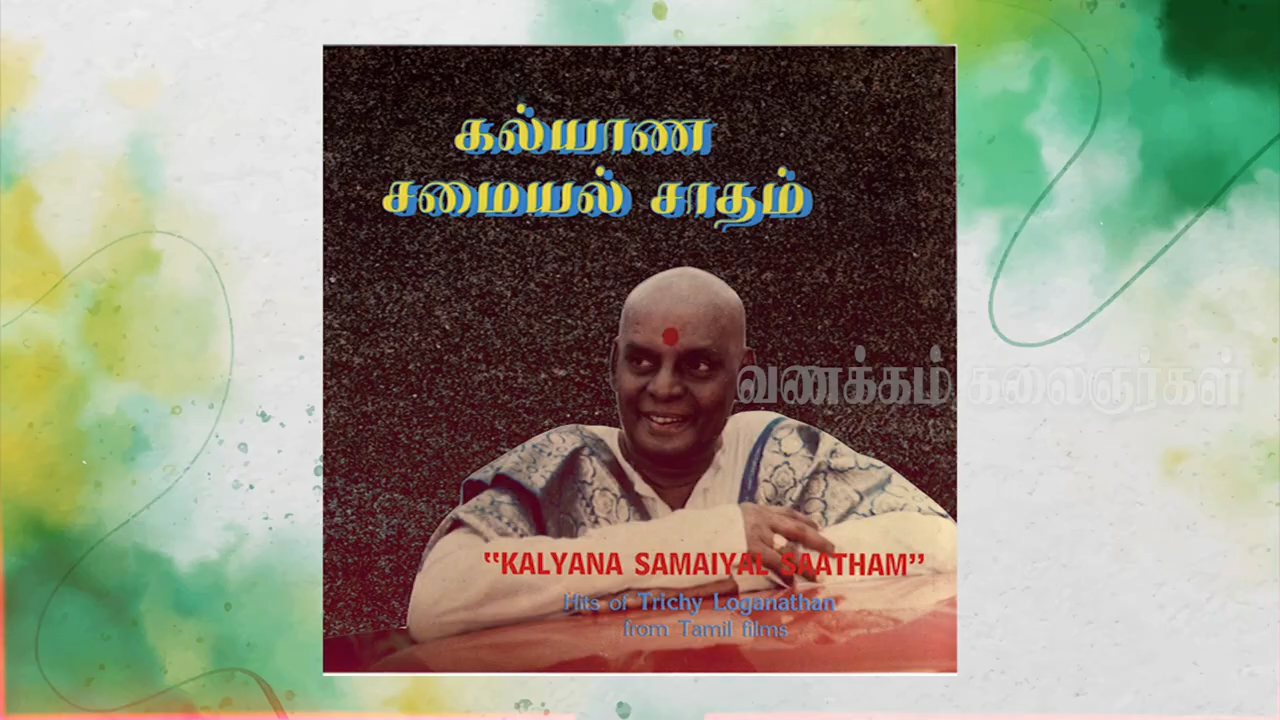 கல்யாண
சமையல் சாதம்
வணக்கம் கலைஞர்கள்
"KALYANA SAMAIYAL SAATHAM"
Hits of Trichy Loganathan
from Tamil films